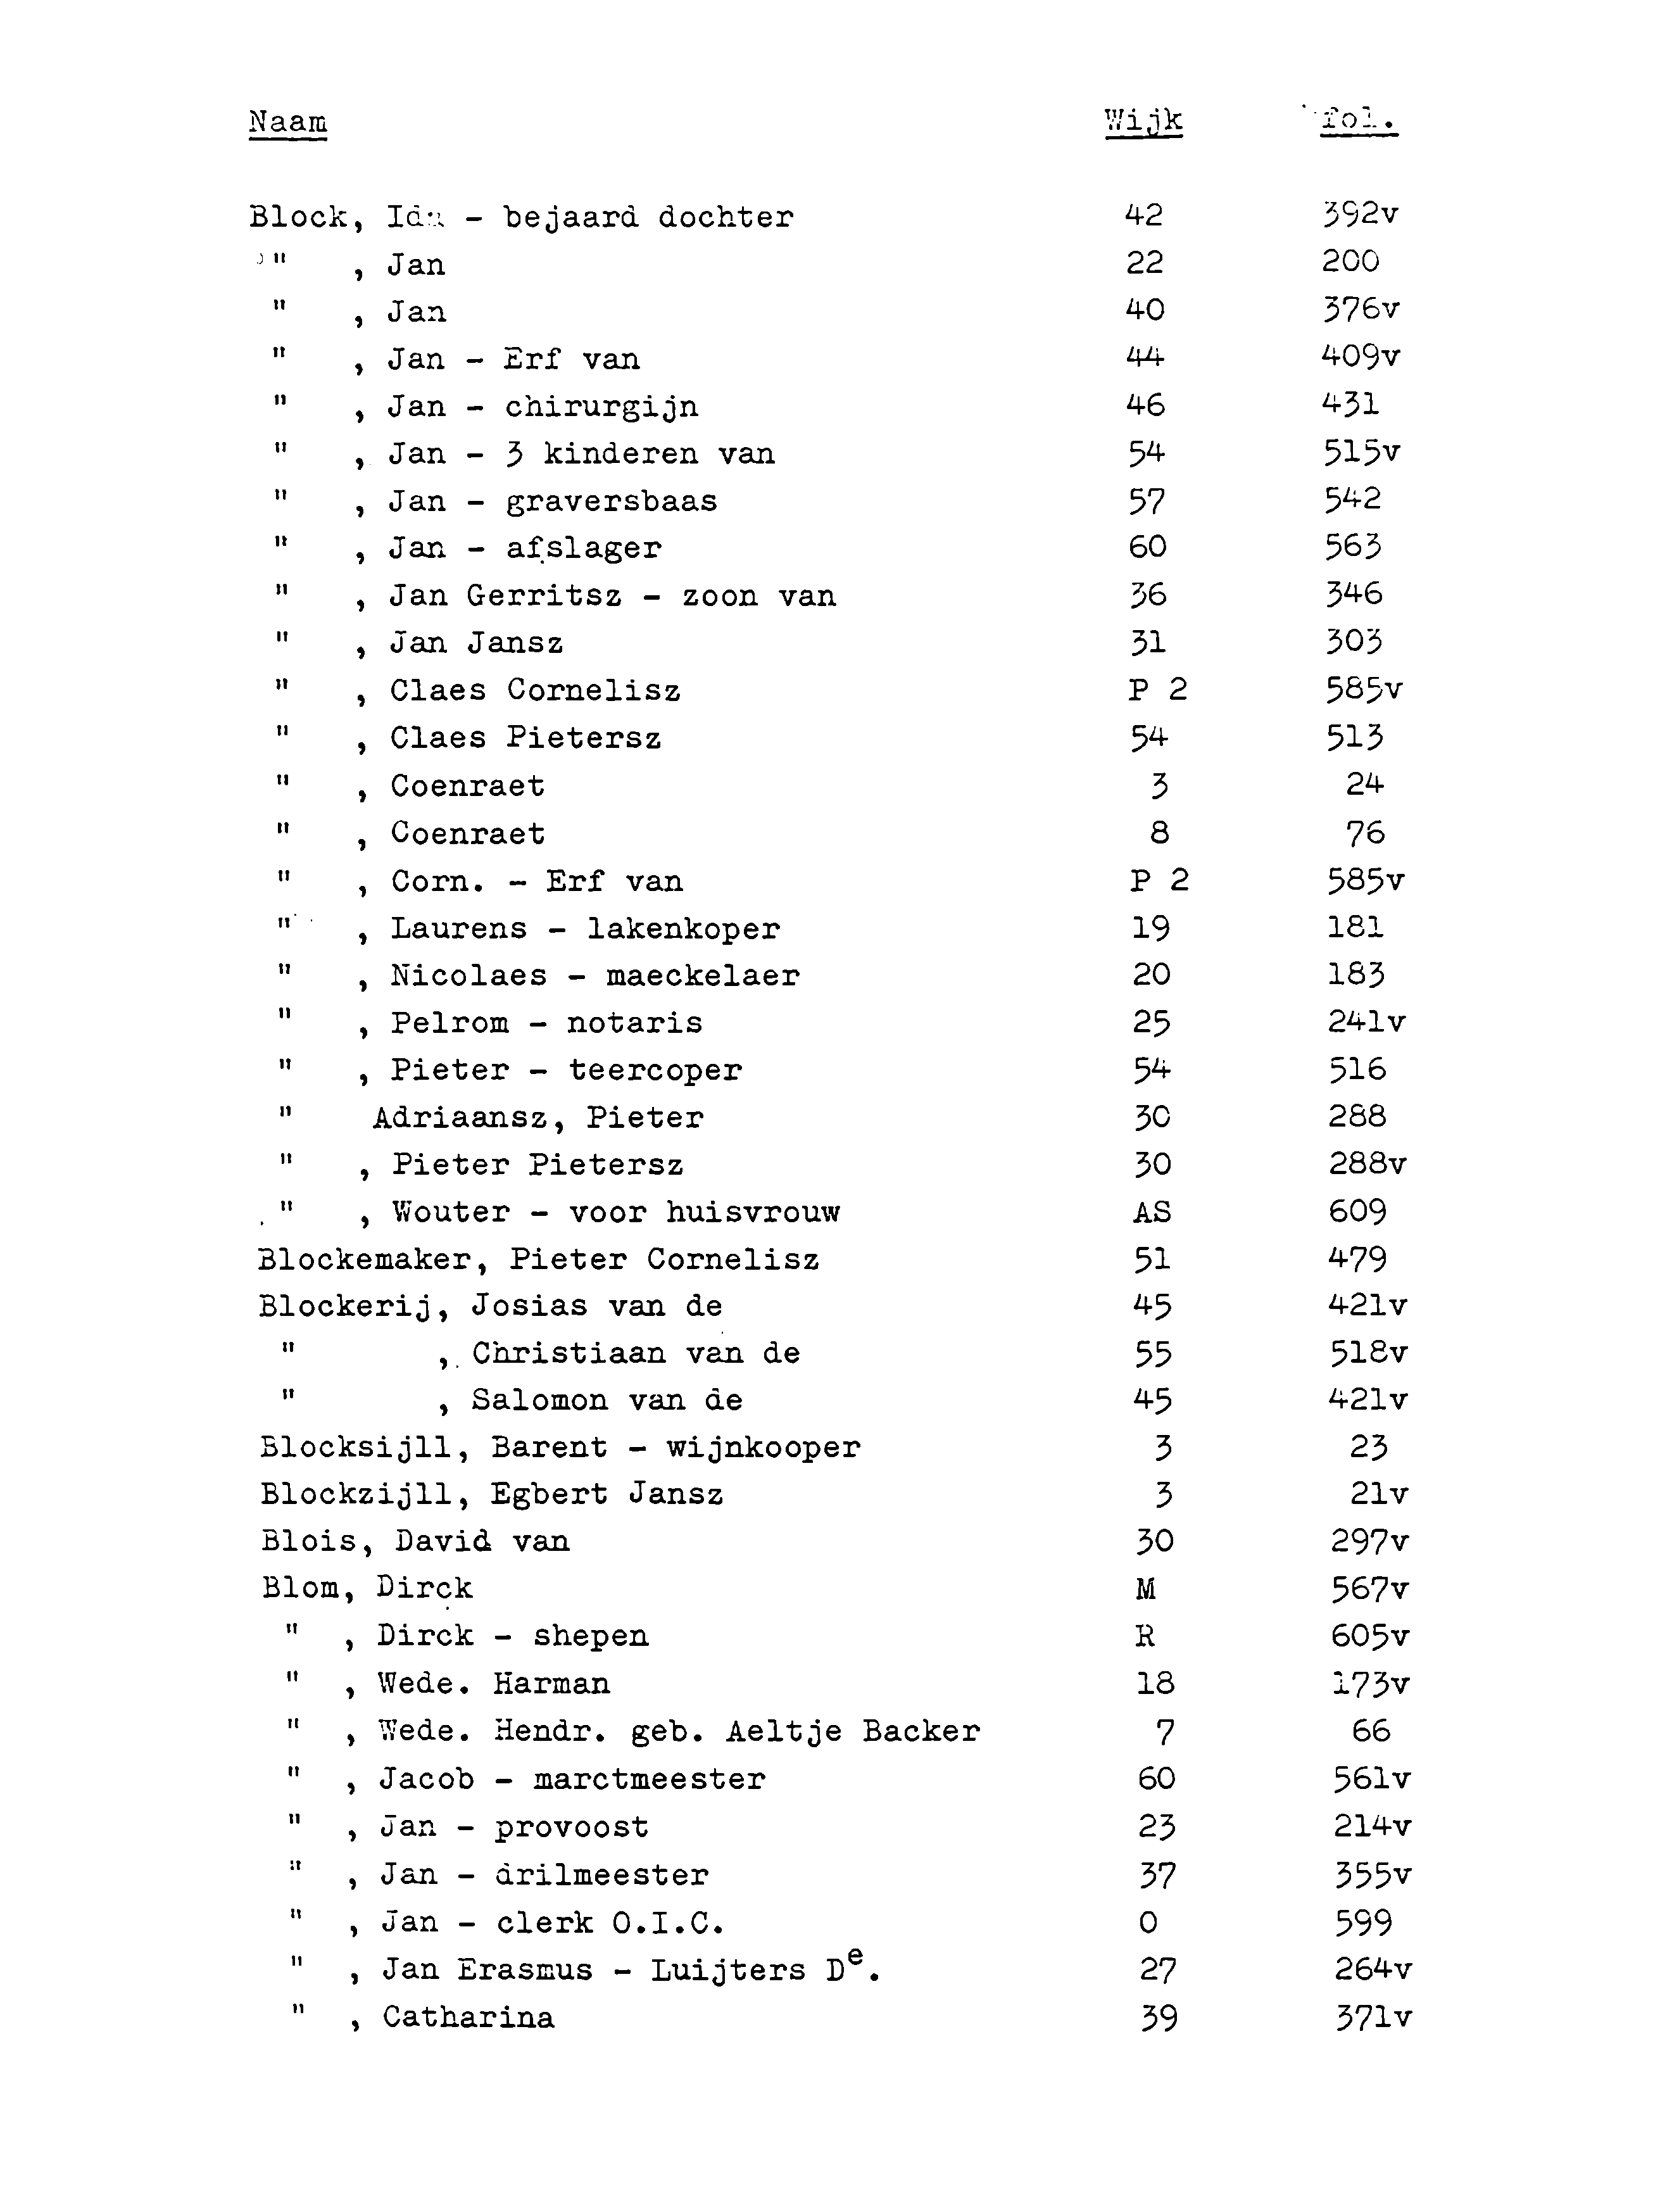 Naam Wijk fol.
Block, Ida - bejaard dochter 42 392v
" , Jan 22 200
" , Jan 40 376v
" , Jan - Erf van 44 409v
" , Jan - chirurgijn 46 431
" , Jan - 3 kinderen van 54 515v
" , Jan - graversbaas 57 542
" , Jan - afslager 60 563
" , Jan Gerritsz - zoon van 36 346
" , Jan Jansz 31 303
" , Claes Cornelisz P 2 585v
" , Claes Pietersz 54 513
" , Coenraet 3 24
" , Coenraet 8 76
" , Corn. - Erf van P 2 585v
" , Laurens - lakenkoper 19 181
" , Nicolaes - maeckelaer 20 183
" , Pelrom - notaris 25 241v
" , Pieter - teercoper 54 516
" Adriaansz, Pieter 30 288
" , Pieter Pietersz 30 288v
" , Wouter - voor huisvrouw AS 609
Blockemaker, Pieter Cornelisz 51 479
Blockerij, Josias van de 45 421v
" , Christiaan van de 55 518v
" , Salomon van de 45 421v
Blocksijll, Barent - wijnkooper 3 23
Blockzijll, Egbert Jansz 3 21v
Blois, David van 30 297v
Blom, Dirck M 567v
" , Dirck - shepen R 605v
" , Wede. Harman 18 173v
" , Wede. Hendr. geb. Aeltje Backer 7 66
" , Jacob - marctmeester 60 561v
" , Jan - provoost 23 214v
" , Jan - drilmeester 37 355v
" , Jan - clerk O.I.C. O 599
" , Jan Erasmus - Luijters De. 27 264v
" , Catharina 39 371v